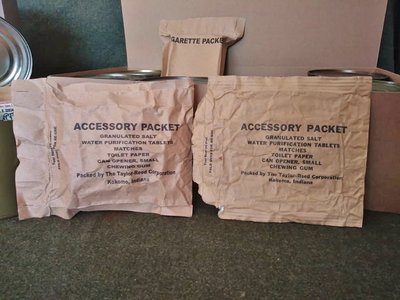 GARETTE PACKE
ACCESSORY PACKET
GRANULATED SALT
WATER PURIFICATION TABLETS
MATCHES
TOILET PAPER
CAN OPENER, SMALL
CHEWING GUM
Packed by The Taylor-Reed Corporation
Kokomo, Indiana
ACCESSORY PACKET
GRANULATED SALT
WATER PURIFICATION TABLETS
MATCHES
TOILET PAPER
CAN OPENER, SMALL
CHEWING GUM
Packed by The Taylor-Reed Corporation
Kokomo, Indiana